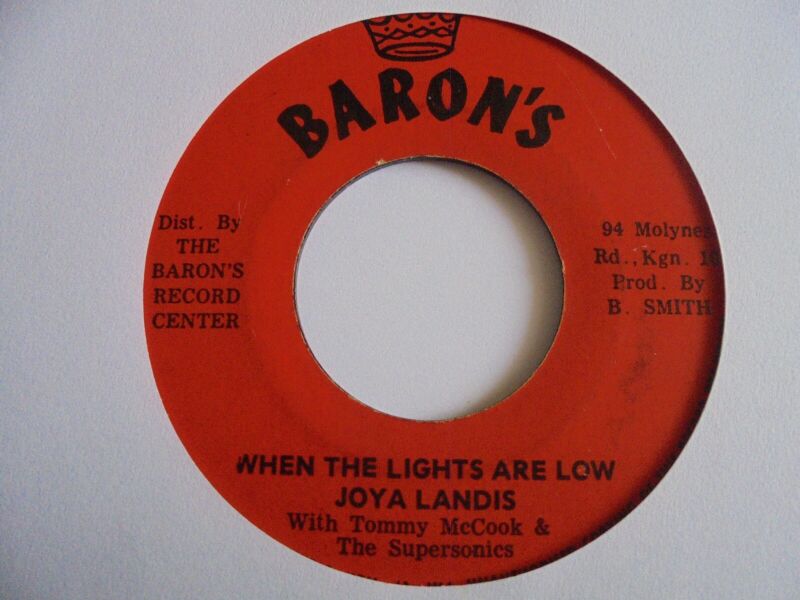 BARON'S
Dist. By
THE
BARON'S
RECORD
CENTER
94 Molynes
Rd., Kgn. 10
Prod. By
B. SMITH
WHEN THE LIGHTS ARE LOW
JOYA LANDIS
With Tommy McCook &
The Supersonics